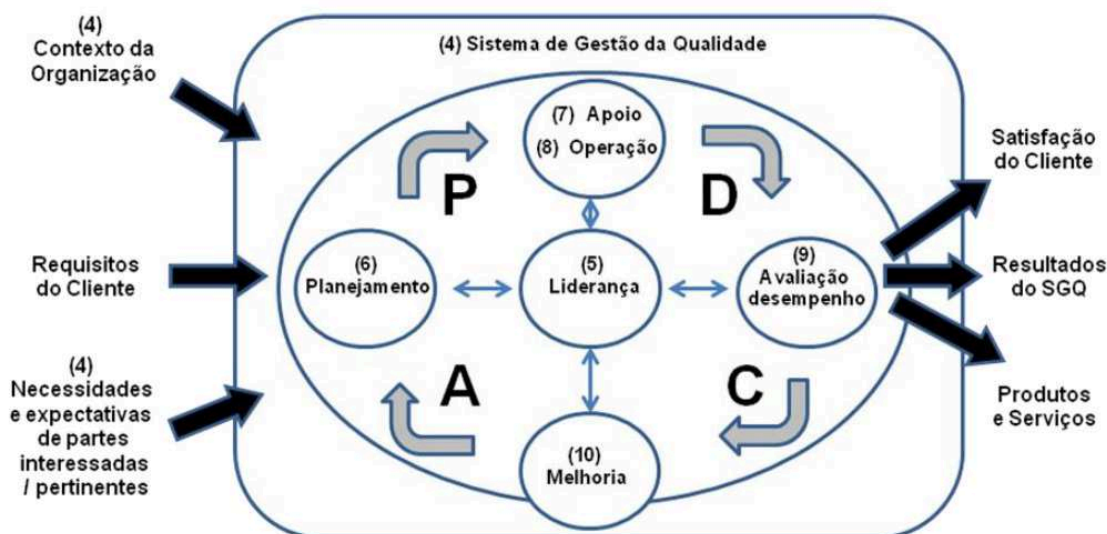 (4)
Contexto da
Organização
(4) Sistema de Gestão da Qualidade
(7) Apoio
(8) Operação
P
D
Satisfação
do Cliente
Requisitos
do Cliente
(6)
Planejamento
(5)
Liderança
(9)
Avaliação
desempenho
Resultados
do SGQ
A
C
(4)
Necessidades
e expectativas
de partes
interessadas
/ pertinentes
(10)
Melhoria
Produtos
e Serviços